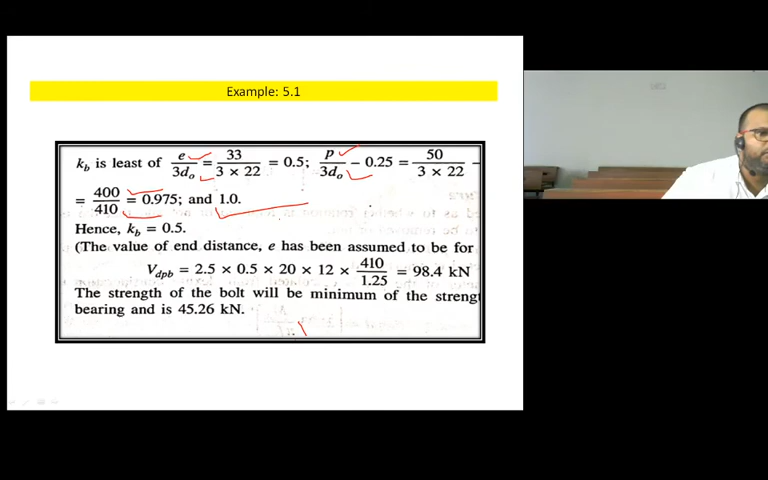 Example: 5.1
k_b is least of e/3d_o = 33/(3 × 22) = 0.5; p/3d_o − 0.25 = 50/(3 × 22) −
= 400/410 = 0.975; and 1.0.
Hence, k_b = 0.5.
(The value of end distance, e has been assumed to be for
V_dpb = 2.5 × 0.5 × 20 × 12 × 410/1.25 = 98.4 kN
The strength of the bolt will be minimum of the streng
bearing and is 45.26 kN.